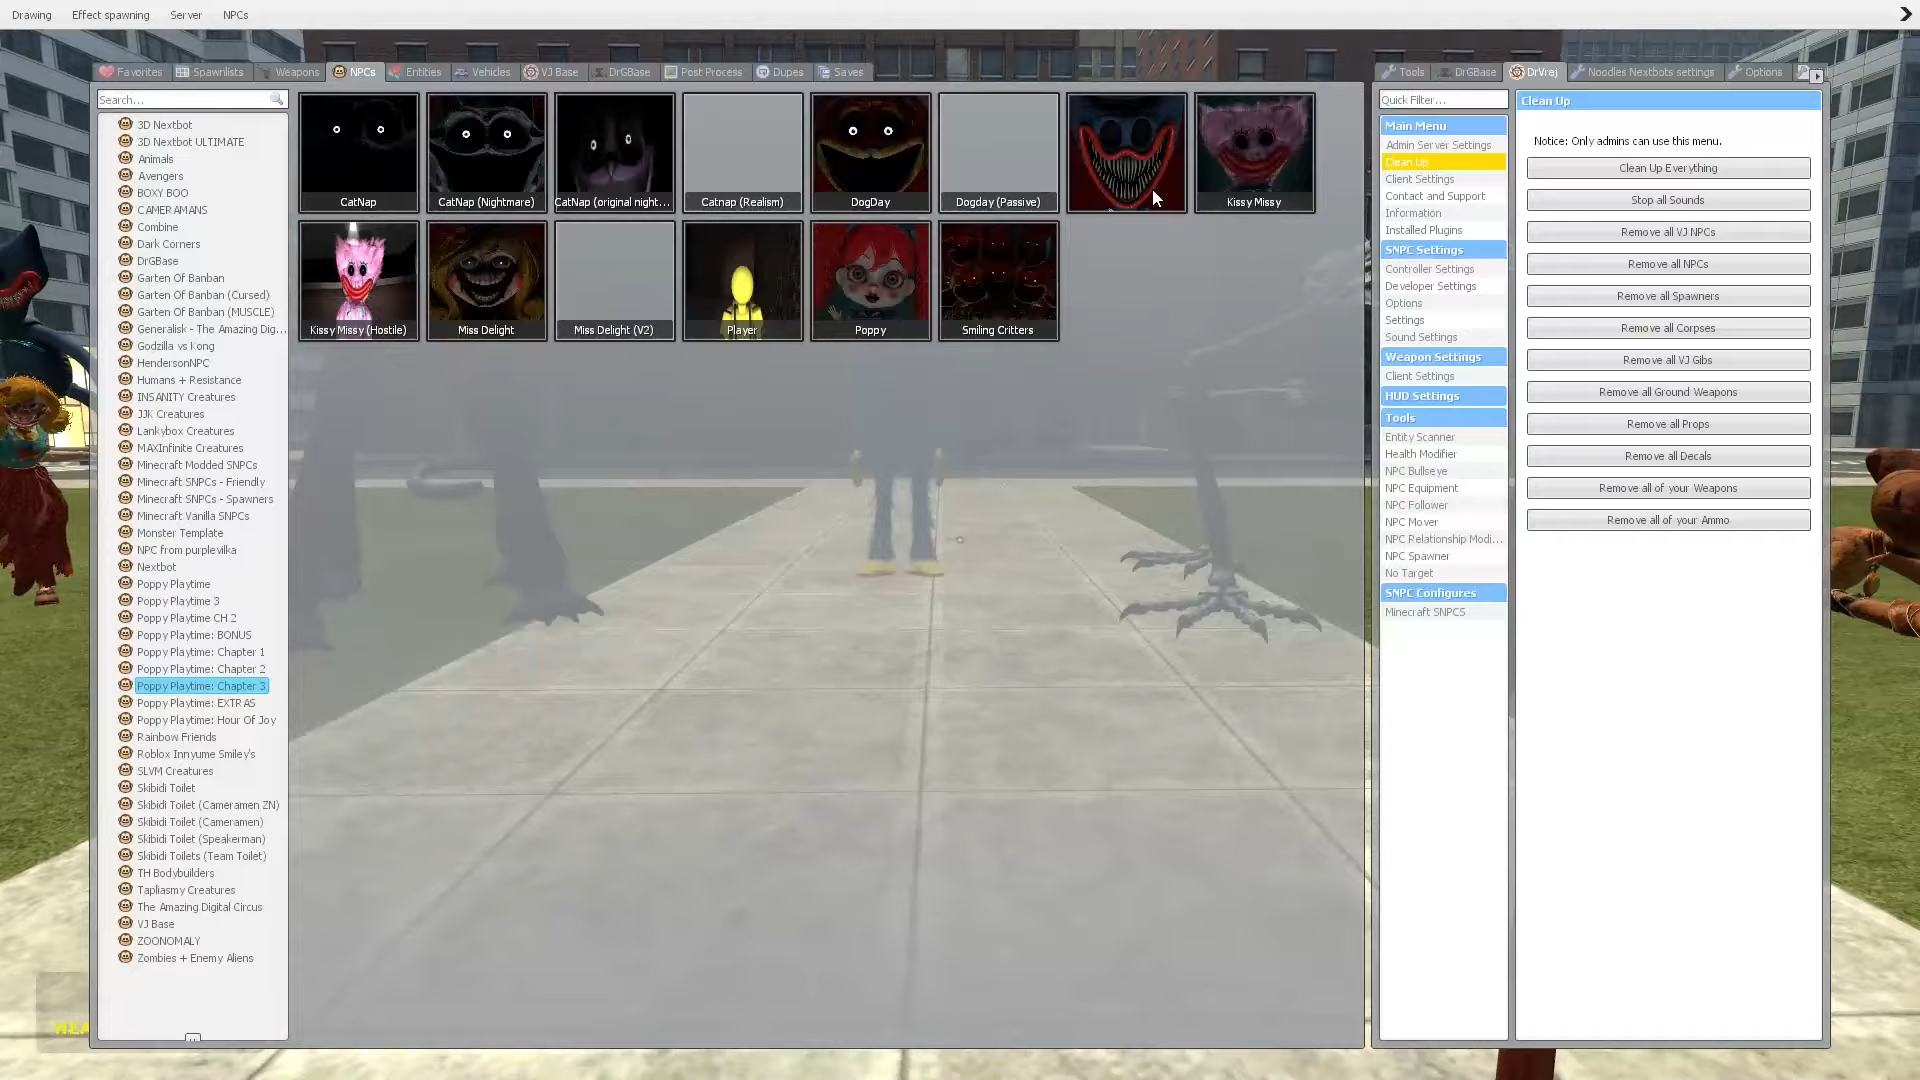 Drawing Effect spawning Server NPCs
Favorites Spawnlists Weapons NPCs Entities Vehicles VJ Base DrGBase Post Process Dupes Saves
Search...
3D Nextbot
3D Nextbot ULTIMATE
Animals
Avengers
BOXY BOO
CAMERAMANS
Combine
Dark Corners
DrGBase
Garten Of Banban
Garten Of Banban (Cursed)
Garten Of Banban (MUSCLE)
Generalisk - The Amazing Dig...
Godzilla vs Kong
HendersonNPC
Humans + Resistance
INSANITY Creatures
JJK Creatures
Lankybox Creatures
MAXInfinite Creatures
Minecraft Modded SNPCs
Minecraft SNPCs - Friendly
Minecraft SNPCs - Spawners
Minecraft Vanilla SNPCs
Monster Template
NPC from purplevilka
Nextbot
Poppy Playtime
Poppy Playtime 3
Poppy Playtime CH 2
Poppy Playtime: BONUS
Poppy Playtime: Chapter 1
Poppy Playtime: Chapter 2
Poppy Playtime: Chapter 3
Poppy Playtime: EXTRAS
Poppy Playtime: Hour Of Joy
Rainbow Friends
Roblox Innyume Smiley's
SLVM Creatures
Skibidi Toilet
Skibidi Toilet (Cameramen ZN)
Skibidi Toilet (Cameramen)
Skibidi Toilet (Speakerman)
Skibidi Toilets (Team Toilet)
TH Bodybuilders
Tapliasmy Creatures
The Amazing Digital Circus
VJ Base
ZOONOMALY
Zombies + Enemy Aliens
CatNap
CatNap (Nightmare)
CatNap (original night...
Catnap (Realism)
DogDay
Dogday (Passive)
Kissy Missy
Kissy Missy (Hostile)
Miss Delight
Miss Delight (V2)
Player
Poppy
Smiling Critters
Tools DrGBase DrVrej Noodles Nextbots settings Options
Quick Filter...
Main Menu
Admin Server Settings
Clean Up
Client Settings
Contact and Support
Information
Installed Plugins
SNPC Settings
Controller Settings
Developer Settings
Options
Settings
Sound Settings
Weapon Settings
Client Settings
HUD Settings
Tools
Entity Scanner
Health Modifier
NPC Bullseye
NPC Equipment
NPC Follower
NPC Mover
NPC Relationship Modi...
NPC Spawner
No Target
SNPC Configures
Minecraft SNPCS
Clean Up
Notice: Only admins can use this menu.
Clean Up Everything
Stop all Sounds
Remove all VJ NPCs
Remove all NPCs
Remove all Spawners
Remove all Corpses
Remove all VJ Gibs
Remove all Ground Weapons
Remove all Props
Remove all Decals
Remove all of your Weapons
Remove all of your Ammo